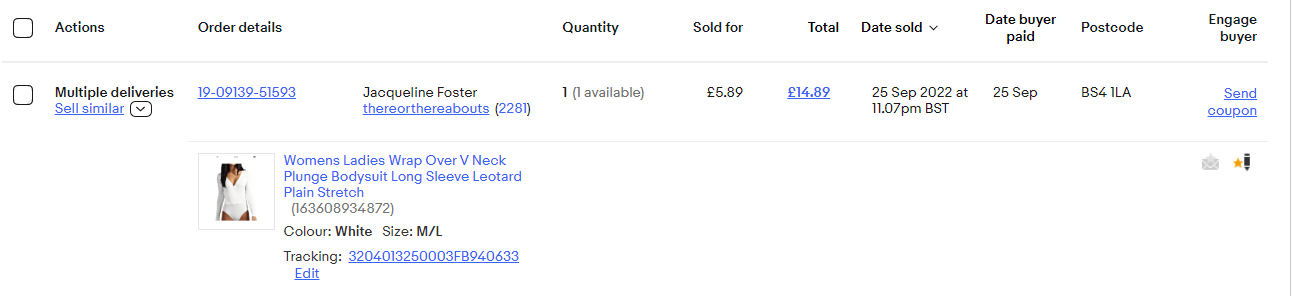 Actions Order details Quantity Sold for Total Date sold Date buyer paid Postcode Engage buyer
Multiple deliveries 19-09139-51593 Jacqueline Foster 1 (1 available) £5.89 £14.89 25 Sep 2022 at 25 Sep BS4 1LA Send
Sell similar thereorthereabouts (2281) 11.07pm BST coupon
Womens Ladies Wrap Over V Neck
Plunge Bodysuit Long Sleeve Leotard
Plain Stretch
(163608934872)
Colour: White Size: M/L
Tracking: 3204013250003FB940633
Edit